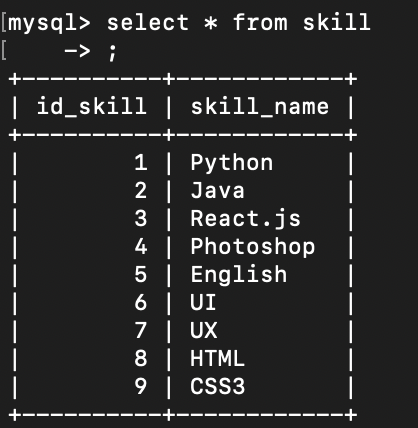 [mysql> select * from skill
[    -> ;
+----------+------------+
| id_skill | skill_name |
+----------+------------+
|        1 | Python     |
|        2 | Java       |
|        3 | React.js   |
|        4 | Photoshop  |
|        5 | English    |
|        6 | UI         |
|        7 | UX         |
|        8 | HTML       |
|        9 | CSS3       |
+----------+------------+